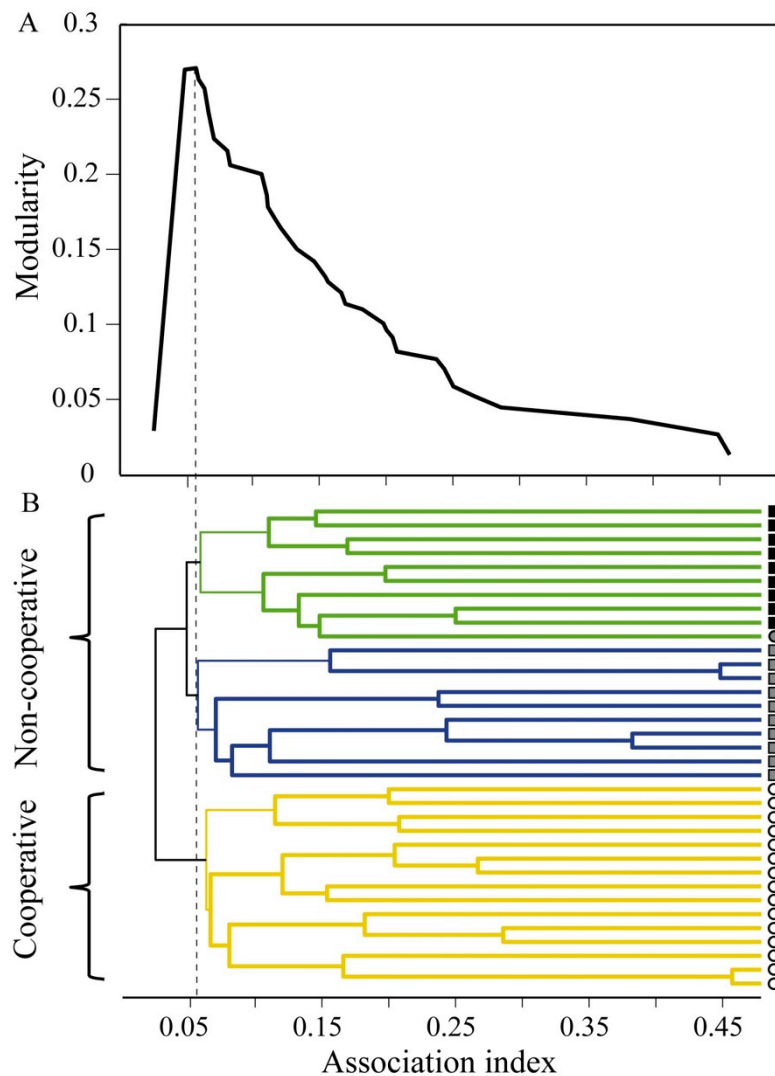 A
0.3
0.25
0.2
0.15
0.1
0.05
0
Modularity
B
Non-cooperative
Cooperative
0.05 0.15 0.25 0.35 0.45
Association index